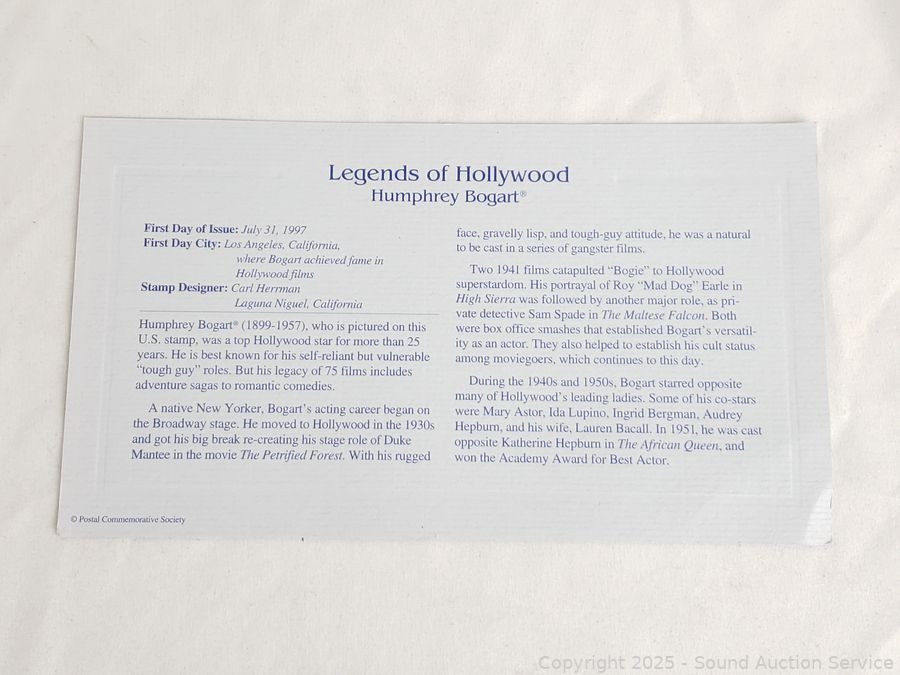 Legends of Hollywood
Humphrey Bogart®
First Day of Issue: July 31, 1997
First Day City: Los Angeles, California,
where Bogart achieved fame in
Hollywood films
Stamp Designer: Carl Herrman
Laguna Niguel, California
Humphrey Bogart® (1899-1957), who is pictured on this
U.S. stamp, was a top Hollywood star for more than 25
years. He is best known for his self-reliant but vulnerable
“tough guy” roles. But his legacy of 75 films includes
adventure sagas to romantic comedies.
A native New Yorker, Bogart’s acting career began on
the Broadway stage. He moved to Hollywood in the 1930s
and got his big break re-creating his stage role of Duke
Mantee in the movie The Petrified Forest. With his rugged
face, gravelly lisp, and tough-guy attitude, he was a natural
to be cast in a series of gangster films.
Two 1941 films catapulted “Bogie” to Hollywood
superstardom. His portrayal of Roy “Mad Dog” Earle in
High Sierra was followed by another major role, as pri-
vate detective Sam Spade in The Maltese Falcon. Both
were box office smashes that established Bogart’s versatil-
ity as an actor. They also helped to establish his cult status
among moviegoers, which continues to this day.
During the 1940s and 1950s, Bogart starred opposite
many of Hollywood’s leading ladies. Some of his co-stars
were Mary Astor, Ida Lupino, Ingrid Bergman, Audrey
Hepburn, and his wife, Lauren Bacall. In 1951, he was cast
opposite Katherine Hepburn in The African Queen, and
won the Academy Award for Best Actor.
© Postal Commemorative Society
Copyright 2025 - Sound Auction Service